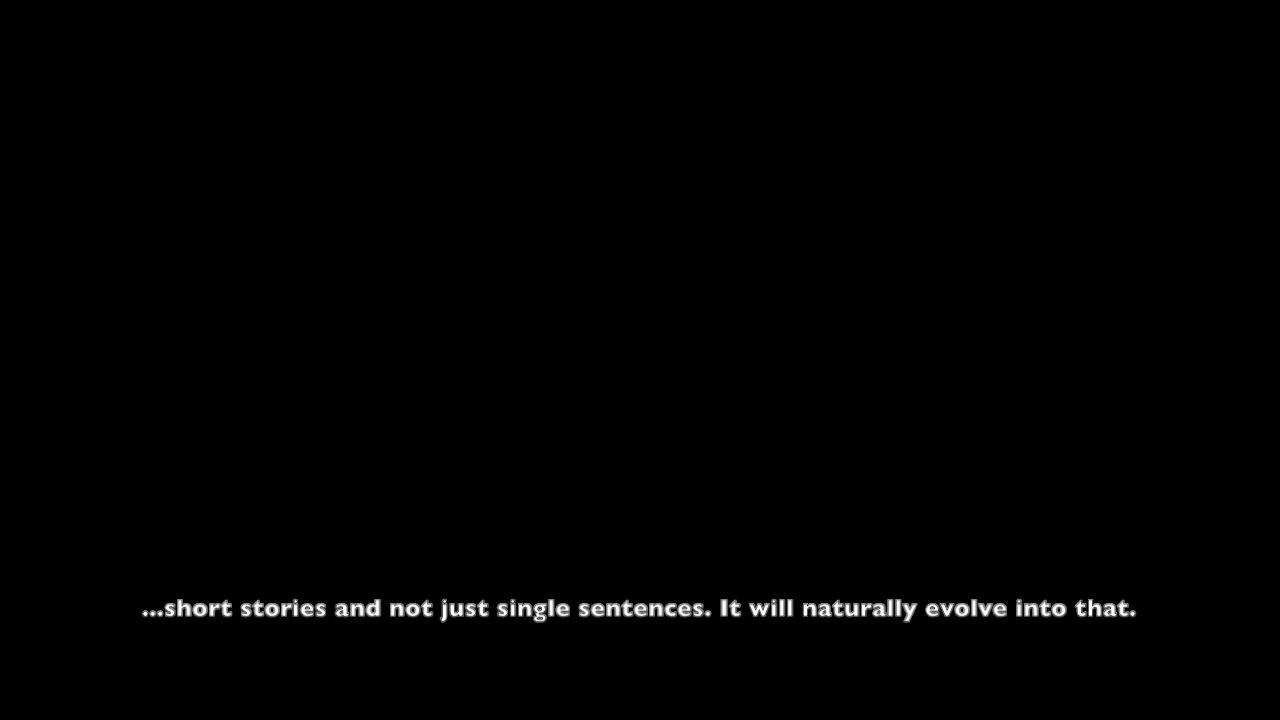 ...short stories and not just single sentences. It will naturally evolve into that.